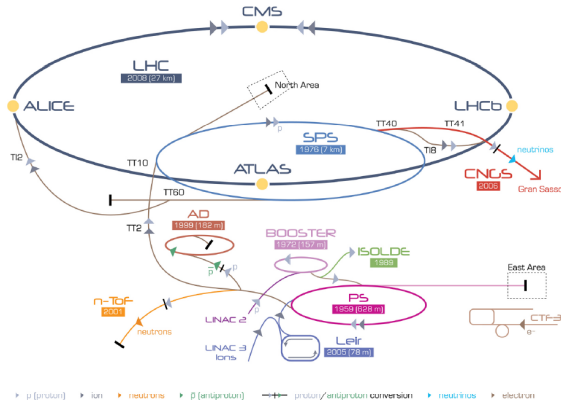 CMS
LHC
2008 (27 km)
North Area
ALICE
LHCb
TT40
TT41
SPS
1976 (7 km)
TI8
TI2
TT10
ATLAS
CNGS
2006
neutrinos
Gran Sasso
TT60
AD
1999 (182 m)
TT2
BOOSTER
1972 (157 m)
ISOLDE
1989
p
p
p̄
East Area
n-ToF
2001
PS
1959 (628 m)
LINAC 2
neutrons
CTF3
e-
LINAC 3
Ions
LeIr
2005 (78 m)
p (proton)
ion
neutrons
p̄ (antiproton)
proton/antiproton conversion
neutrinos
electron